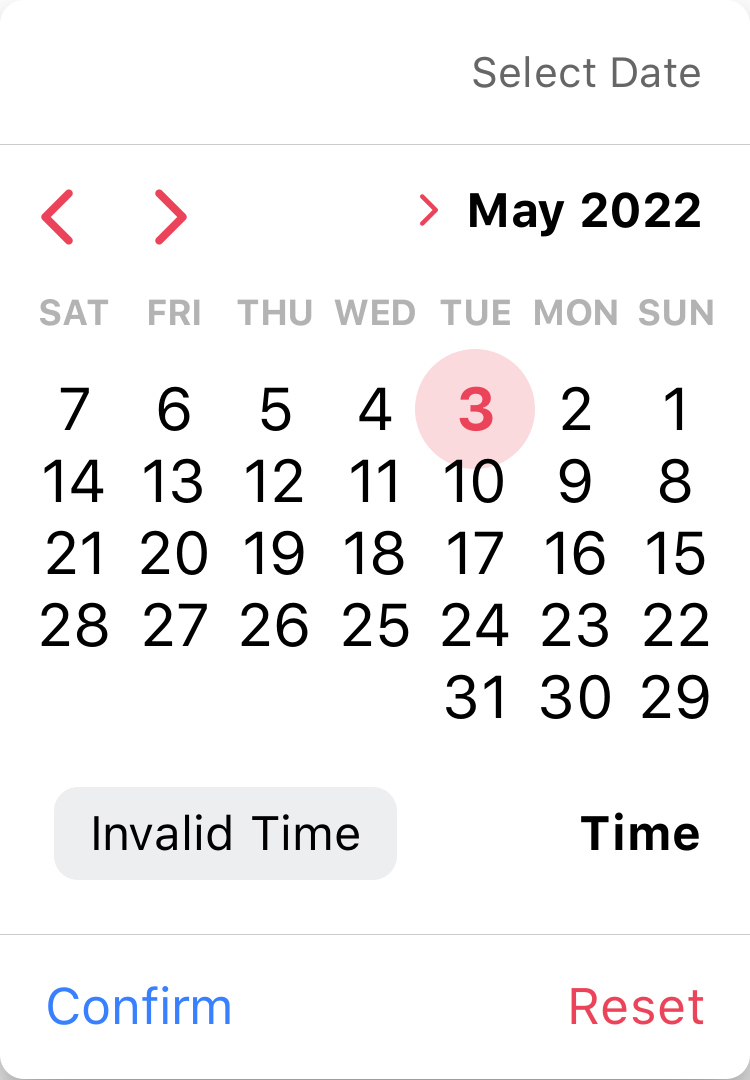 Select Date
May 2022
SAT FRI THU WED TUE MON SUN
7 6 5 4 3 2 1
14 13 12 11 10 9 8
21 20 19 18 17 16 15
28 27 26 25 24 23 22
31 30 29
Invalid Time Time
Confirm Reset